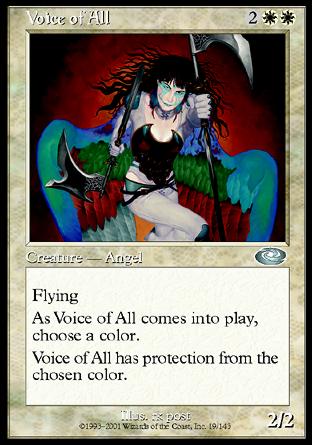 Voice of All 2
Creature — Angel
Flying
As Voice of All comes into play,
choose a color.
Voice of All has protection from the
chosen color.
Illus. rk post
©1993–2001 Wizards of the Coast, Inc. 19/143
2/2